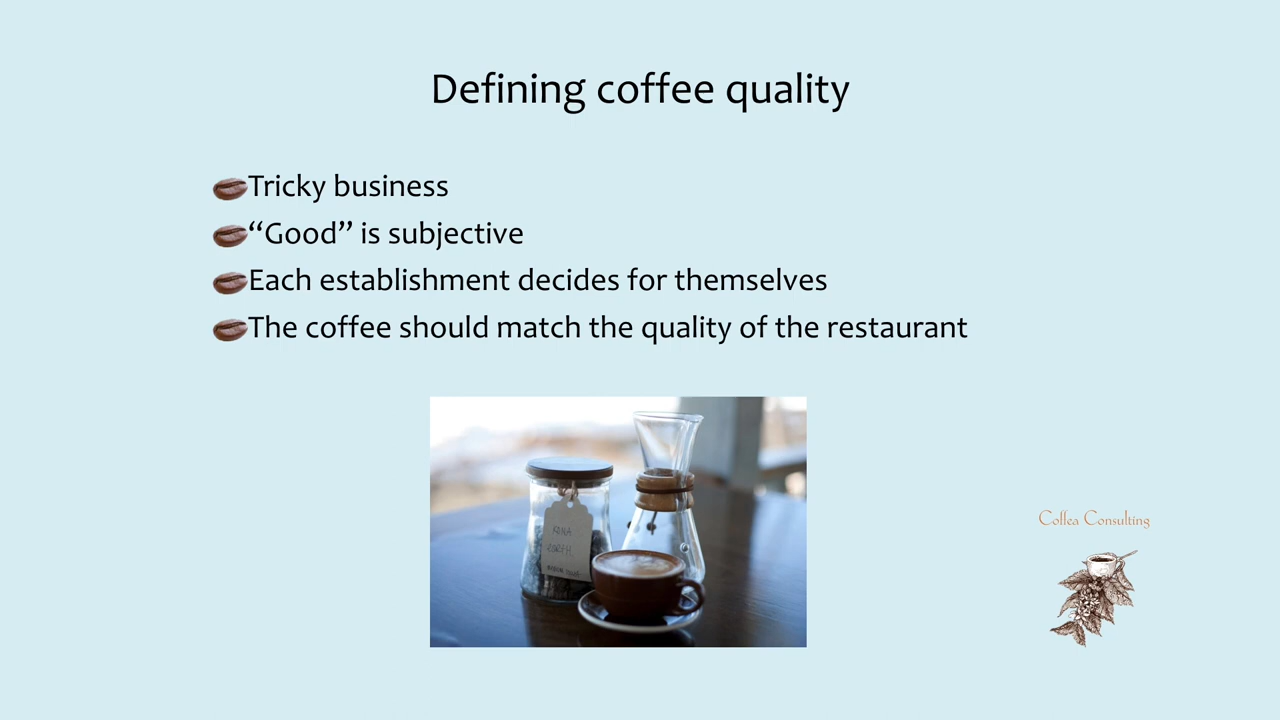 Defining coffee quality
Tricky business
“Good” is subjective
Each establishment decides for themselves
The coffee should match the quality of the restaurant
Coffea Consulting